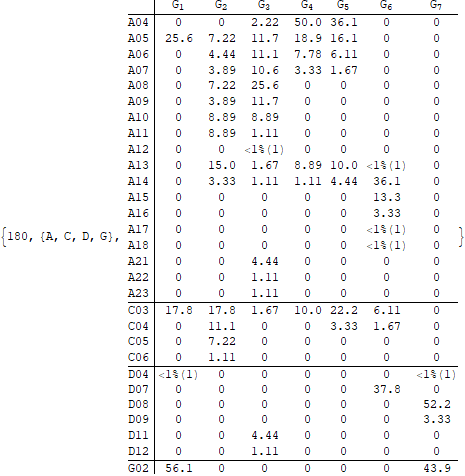 G1 G2 G3 G4 G5 G6 G7
A04 0 0 2.22 50.0 36.1 0 0
A05 25.6 7.22 11.7 18.9 16.1 0 0
A06 0 4.44 11.1 7.78 6.11 0 0
A07 0 3.89 10.6 3.33 1.67 0 0
A08 0 7.22 25.6 0 0 0 0
A09 0 3.89 11.7 0 0 0 0
A10 0 8.89 8.89 0 0 0 0
A11 0 8.89 1.11 0 0 0 0
A12 0 0 <1%(1) 0 0 0 0
A13 0 15.0 1.67 8.89 10.0 <1%(1) 0
A14 0 3.33 1.11 1.11 4.44 36.1 0
A15 0 0 0 0 0 13.3 0
A16 0 0 0 0 0 3.33 0
A17 0 0 0 0 0 <1%(1) 0
{180, {A, C, D, G}, }
A18 0 0 0 0 0 <1%(1) 0
A21 0 0 4.44 0 0 0 0
A22 0 0 1.11 0 0 0 0
A23 0 0 1.11 0 0 0 0
C03 17.8 17.8 1.67 10.0 22.2 6.11 0
C04 0 11.1 0 0 3.33 1.67 0
C05 0 7.22 0 0 0 0 0
C06 0 1.11 0 0 0 0 0
D04 <1%(1) 0 0 0 0 0 <1%(1)
D07 0 0 0 0 0 37.8 0
D08 0 0 0 0 0 0 52.2
D09 0 0 0 0 0 0 3.33
D11 0 0 4.44 0 0 0 0
D12 0 0 1.11 0 0 0 0
G02 56.1 0 0 0 0 0 43.9